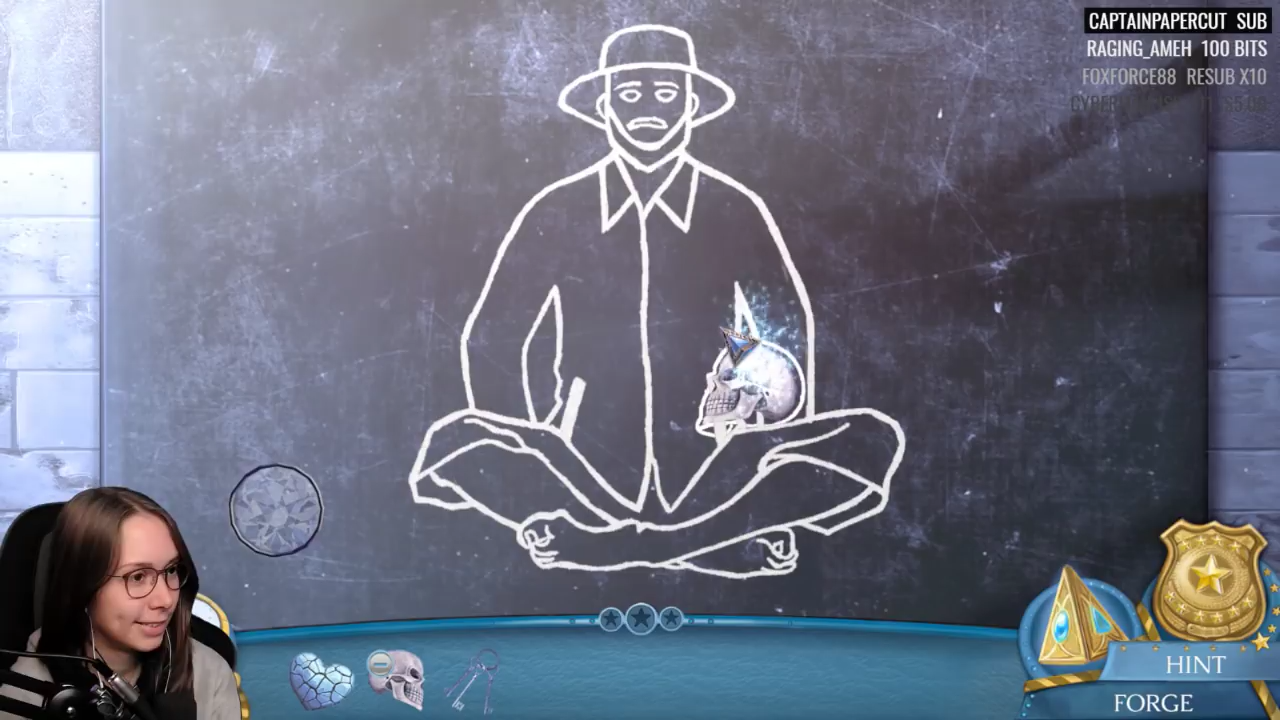 CAPTAINPAPERCUT SUB
RAGING_AMEH 100 BITS
FOXFORCE88 RESUB X10
HINT
FORGE